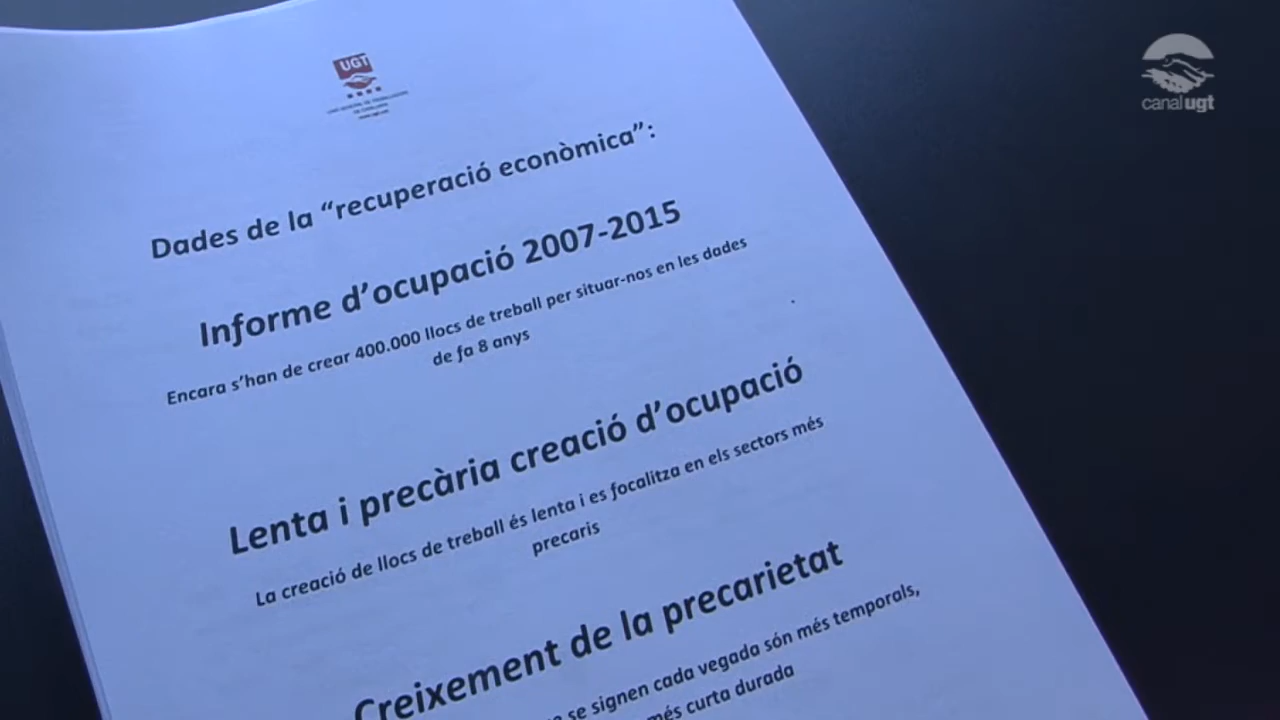 UGT
Dades de la “recuperació econòmica”:
Informe d’ocupació 2007-2015
Encara s’han de crear 400.000 llocs de treball per situar-nos en les dades
de fa 8 anys
Lenta i precària creació d’ocupació
La creació de llocs de treball és lenta i es focalitza en els sectors més
precaris
Creixement de la precarietat
se signen cada vegada són més temporals,
més curta durada
canalugt